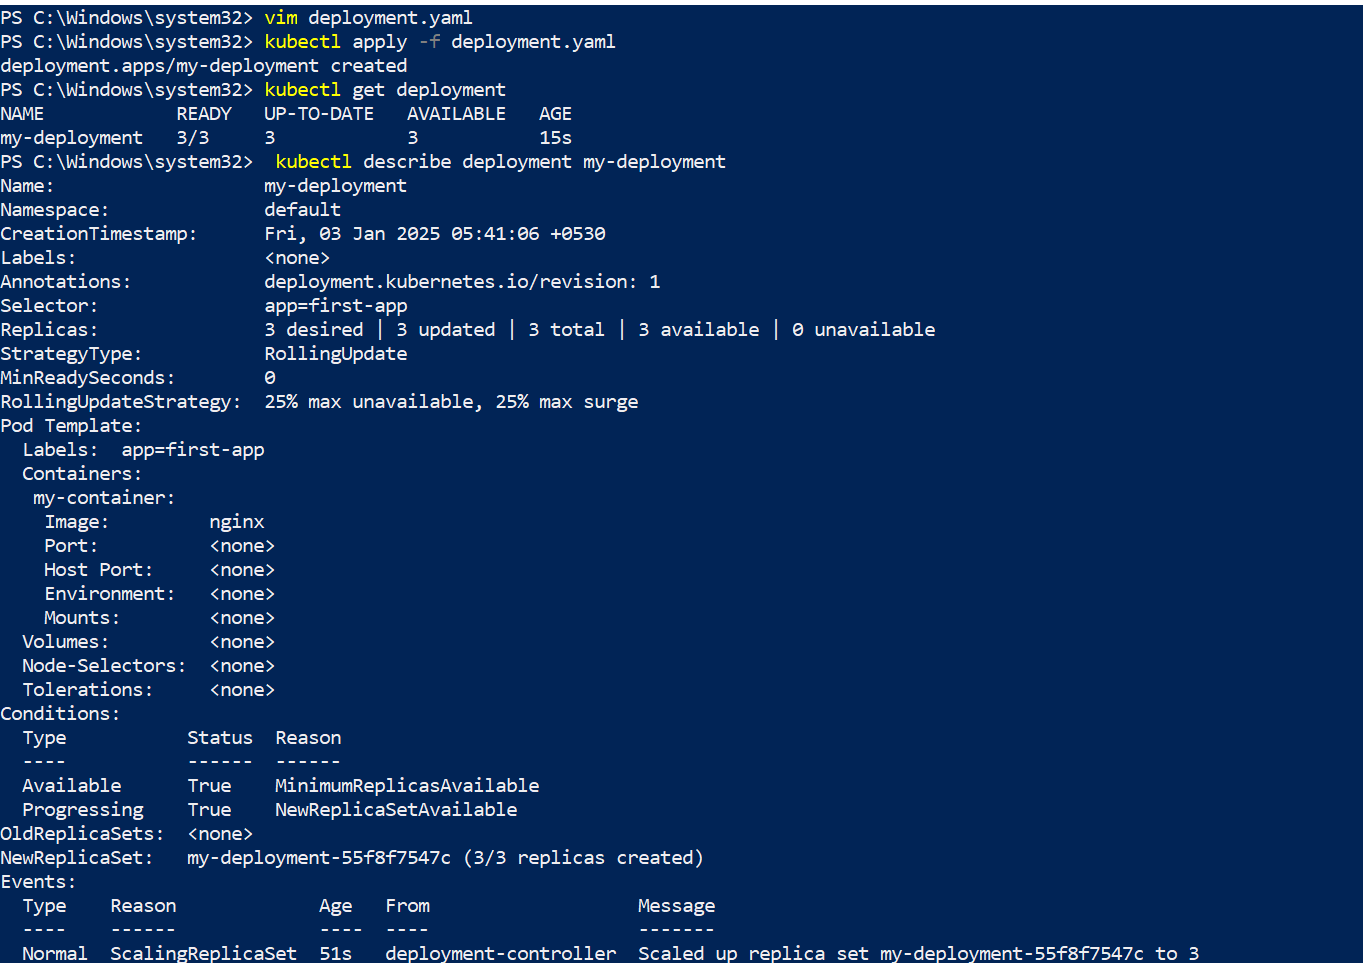 PS C:\Windows\system32> vim deployment.yaml
PS C:\Windows\system32> kubectl apply -f deployment.yaml
deployment.apps/my-deployment created
PS C:\Windows\system32> kubectl get deployment
NAME            READY   UP-TO-DATE   AVAILABLE   AGE
my-deployment   3/3     3            3           15s
PS C:\Windows\system32>  kubectl describe deployment my-deployment
Name:                   my-deployment
Namespace:              default
CreationTimestamp:      Fri, 03 Jan 2025 05:41:06 +0530
Labels:                 <none>
Annotations:            deployment.kubernetes.io/revision: 1
Selector:               app=first-app
Replicas:               3 desired | 3 updated | 3 total | 3 available | 0 unavailable
StrategyType:           RollingUpdate
MinReadySeconds:        0
RollingUpdateStrategy:  25% max unavailable, 25% max surge
Pod Template:
  Labels:  app=first-app
  Containers:
   my-container:
    Image:         nginx
    Port:          <none>
    Host Port:     <none>
    Environment:   <none>
    Mounts:        <none>
  Volumes:         <none>
  Node-Selectors:  <none>
  Tolerations:     <none>
Conditions:
  Type           Status  Reason
  ----           ------  ------
  Available      True    MinimumReplicasAvailable
  Progressing    True    NewReplicaSetAvailable
OldReplicaSets:  <none>
NewReplicaSet:   my-deployment-55f8f7547c (3/3 replicas created)
Events:
  Type    Reason             Age   From                   Message
  ----    ------             ----  ----                   -------
  Normal  ScalingReplicaSet  51s   deployment-controller  Scaled up replica set my-deployment-55f8f7547c to 3